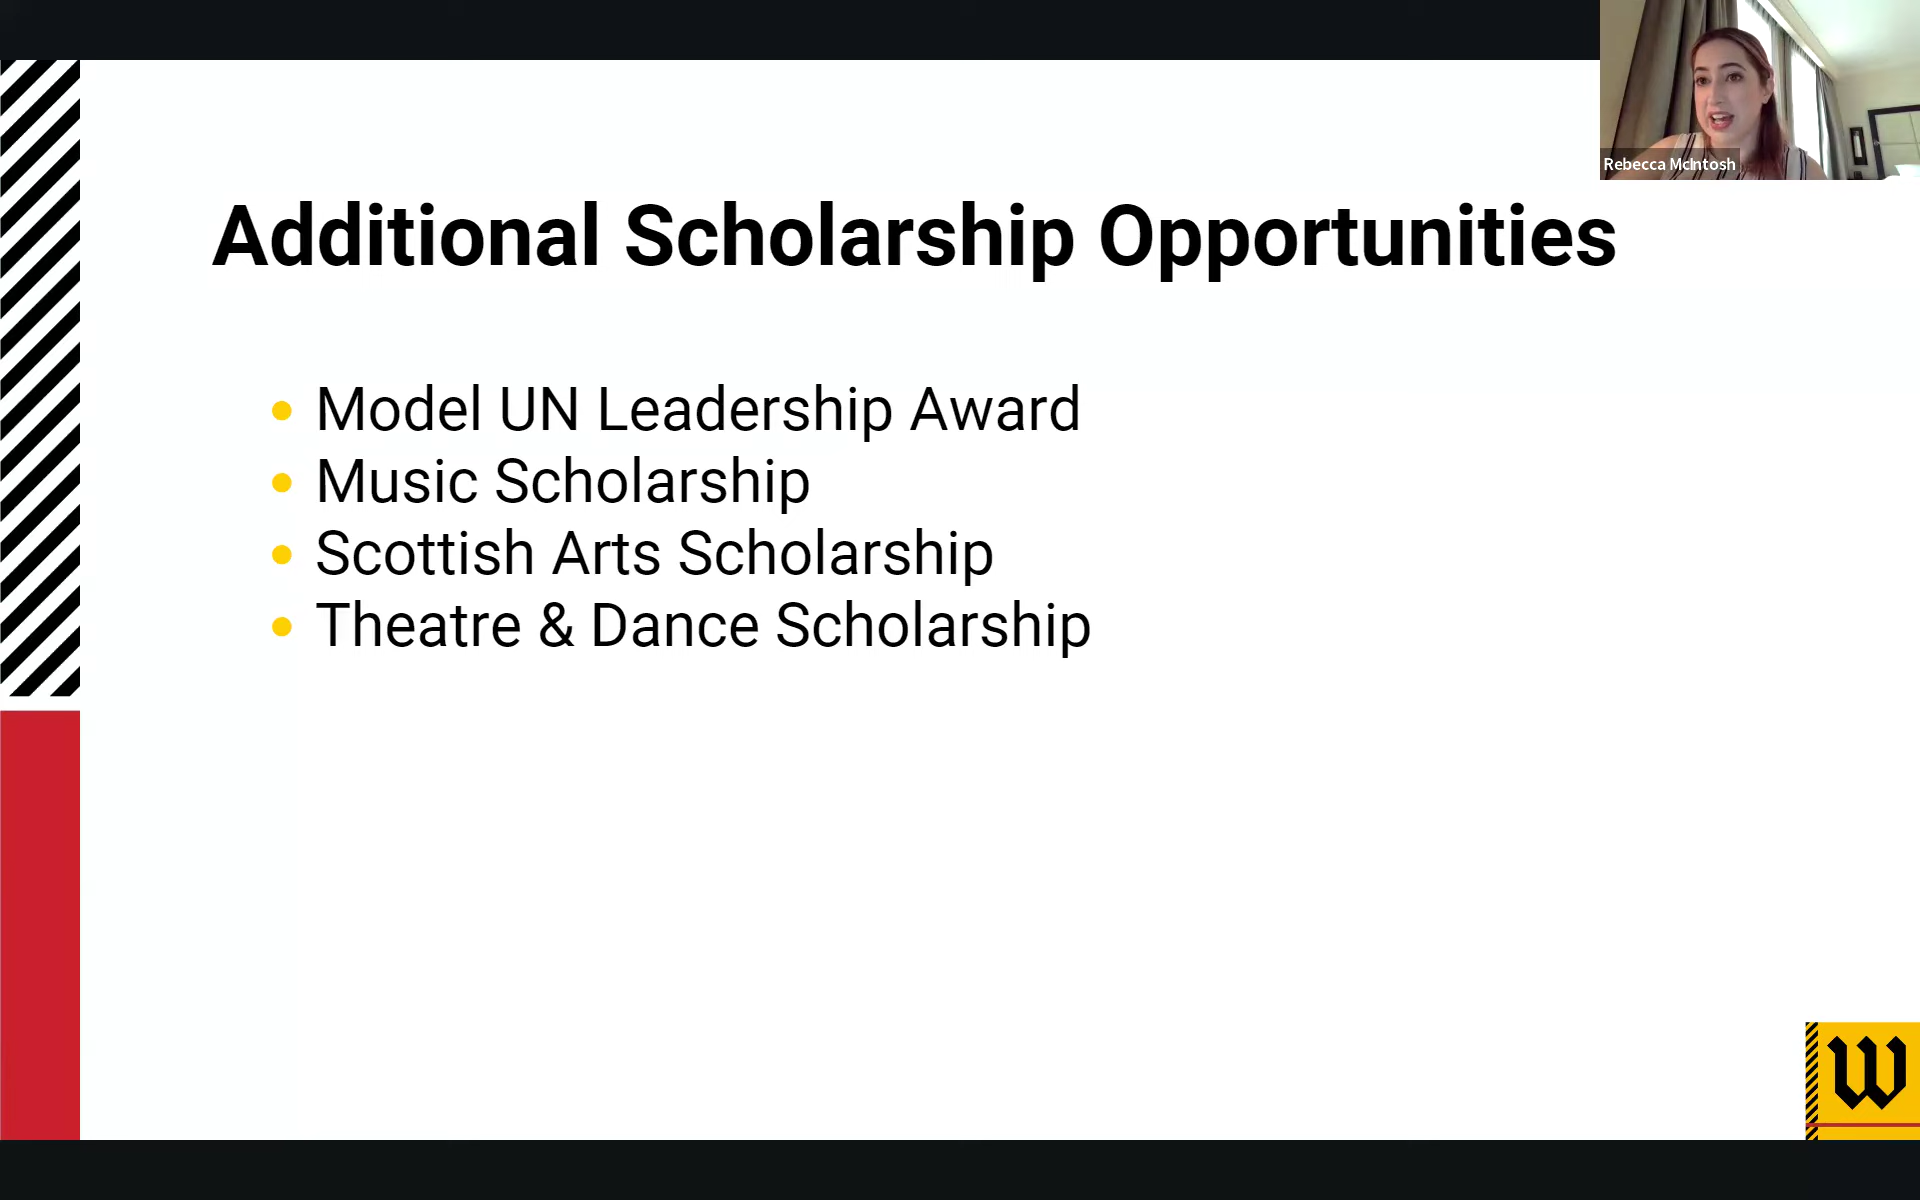 Rebecca McIntosh
Additional Scholarship Opportunities
• Model UN Leadership Award
• Music Scholarship
• Scottish Arts Scholarship
• Theatre & Dance Scholarship
W